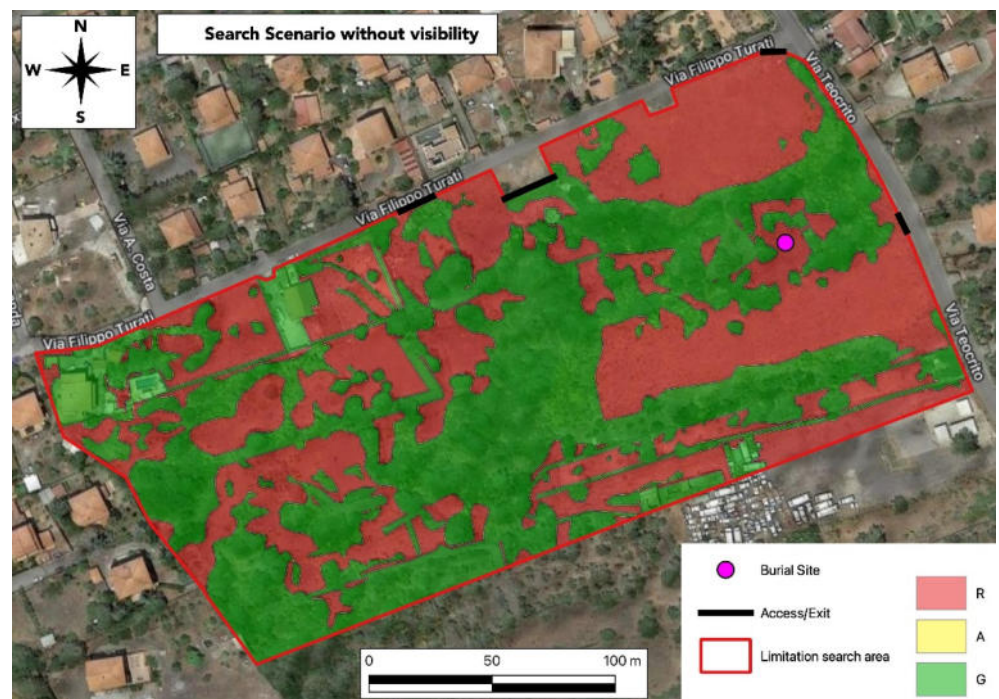 Search Scenario without visibility
N
W E
S
Via Filippo Turati
Via Teocrito
Via Filippo Turati
Via A. Costa
Via Filippo Turati
Via Teocrito
Burial Site
Access/Exit
Limitation search area
R
A
G
0 50 100 m